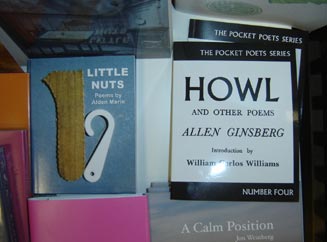 LITTLE
NUTS
Poems by
Alden Marin
THE POCKET POETS SERIES
THE POCKET POETS SERIES
HOWL
AND OTHER POEMS
ALLEN GINSBERG
Introduction by
William Carlos Williams
NUMBER FOUR
A Calm Position